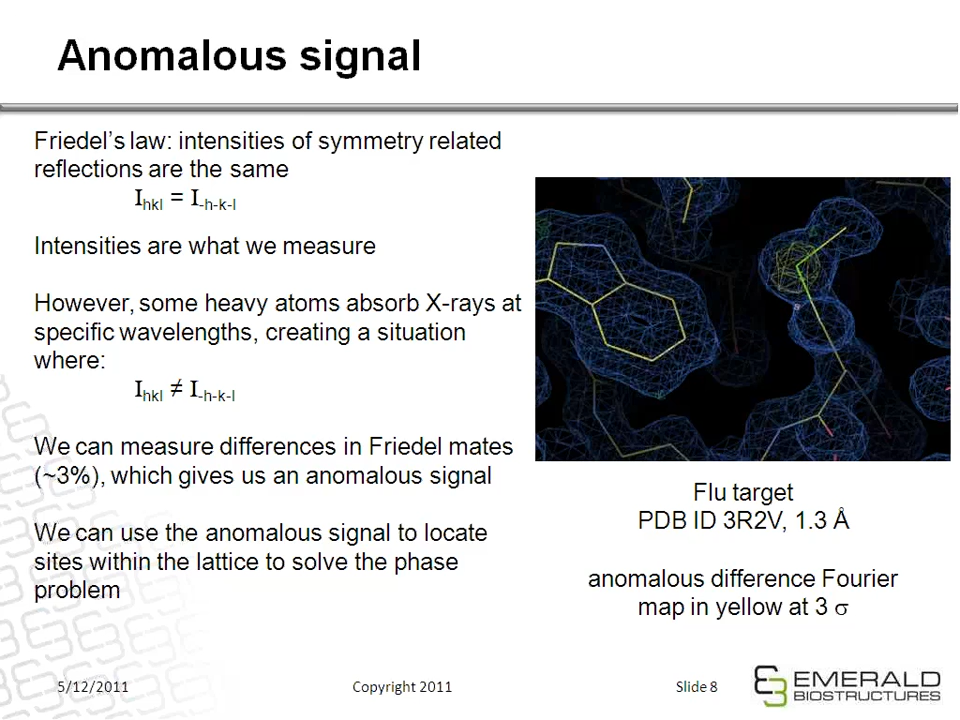 Anomalous signal
Friedel's law: intensities of symmetry related
reflections are the same
Ihkl = I-h-k-l
Intensities are what we measure
However, some heavy atoms absorb X-rays at
specific wavelengths, creating a situation
where:
Ihkl ≠ I-h-k-l
We can measure differences in Friedel mates
(~3%), which gives us an anomalous signal
We can use the anomalous signal to locate
sites within the lattice to solve the phase
problem
Flu target
PDB ID 3R2V, 1.3 Å
anomalous difference Fourier
map in yellow at 3 σ
5/12/2011
Copyright 2011
Slide 8
EMERALD
BIOSTRUCTURES